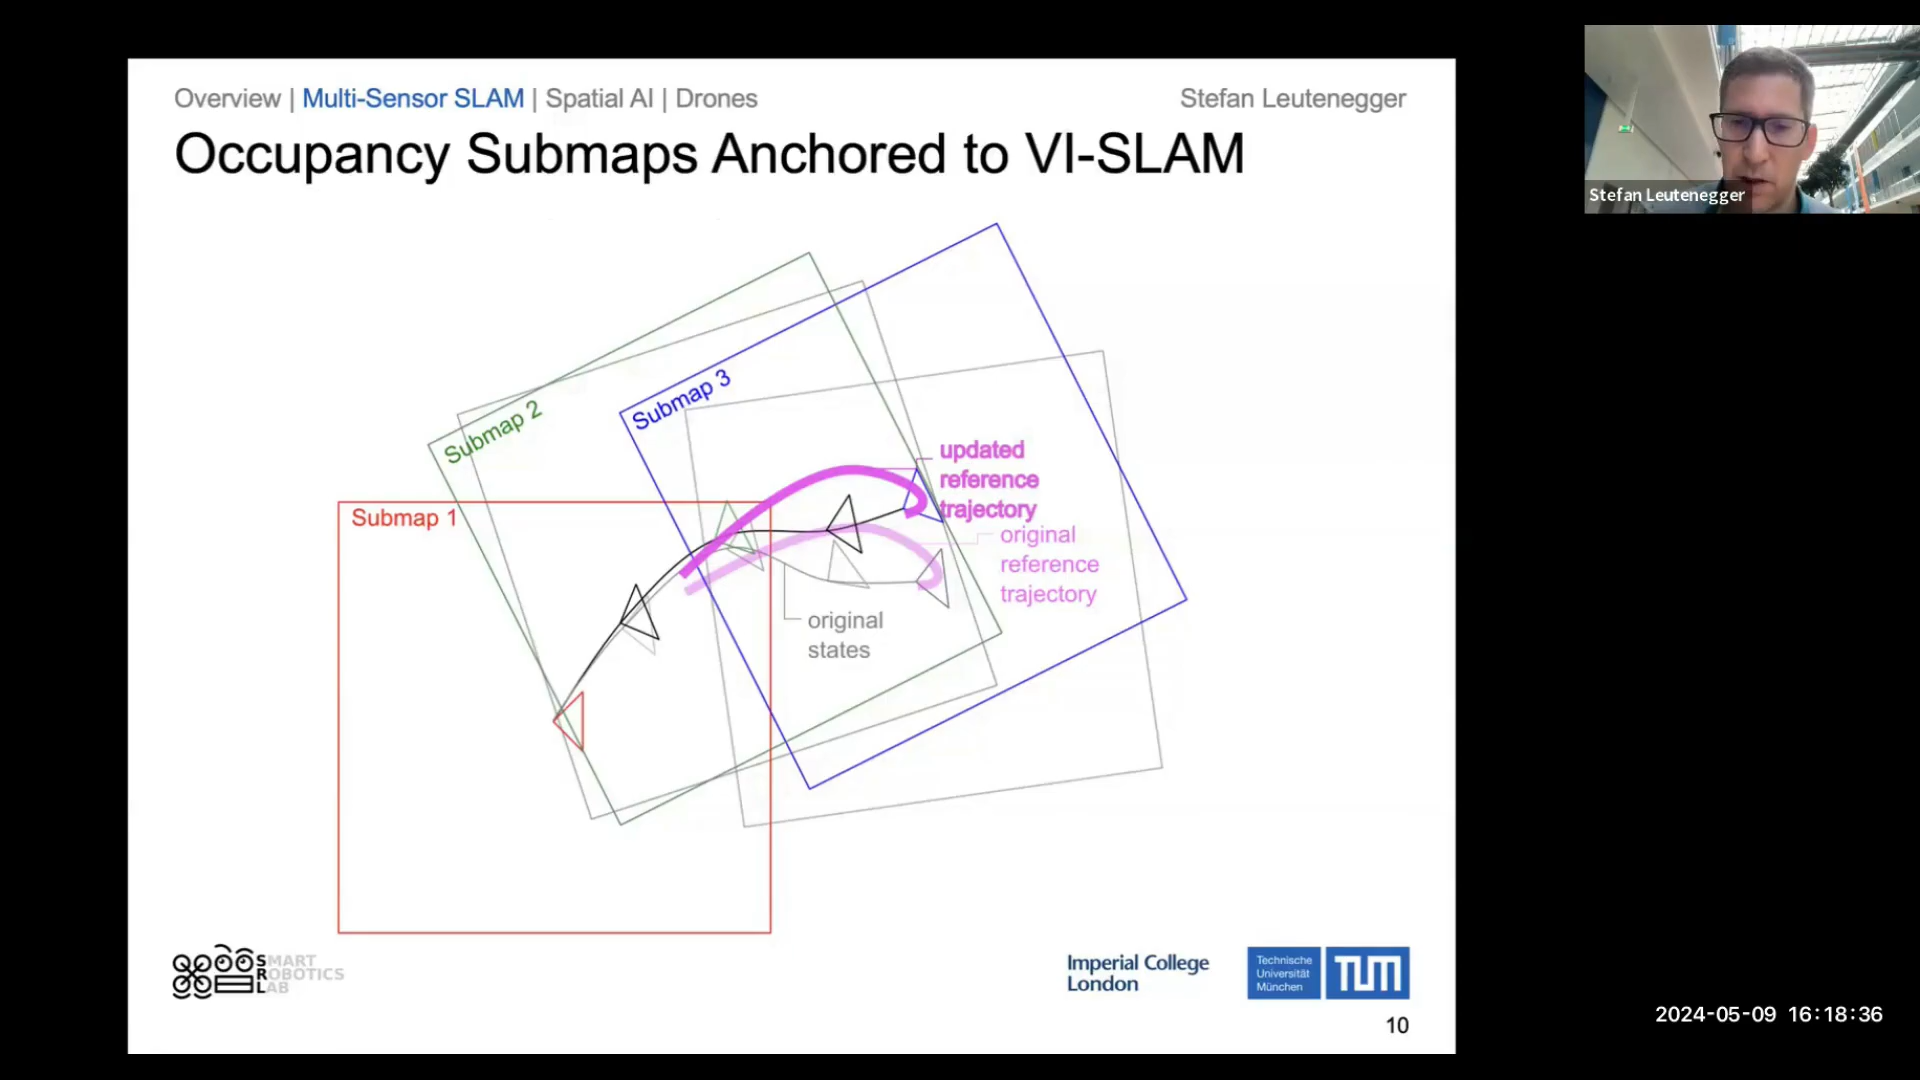 Overview | Multi-Sensor SLAM | Spatial AI | Drones
Stefan Leutenegger
Occupancy Submaps Anchored to VI-SLAM
Stefan Leutenegger
Submap 3
Submap 2
Submap 1
updated
reference
trajectory
original
reference
trajectory
original
states
SMART
ROBOTICS
LAB
Imperial College
London
Technische
Universität
München
TUM
10
2024-05-09 16:18:36